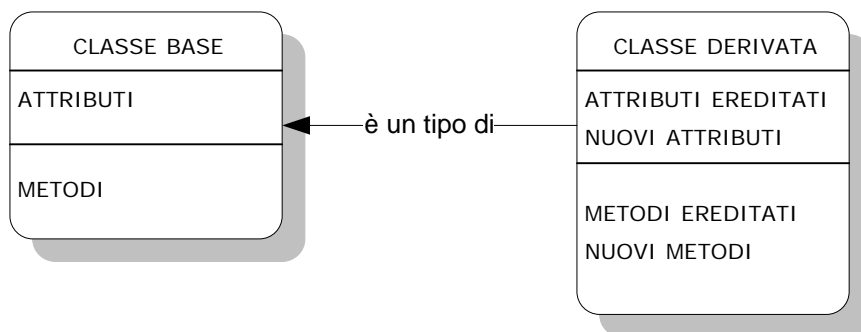 CLASSE BASE
ATTRIBUTI
METODI
è un tipo di
CLASSE DERIVATA
ATTRIBUTI EREDITATI
NUOVI ATTRIBUTI
METODI EREDITATI
NUOVI METODI